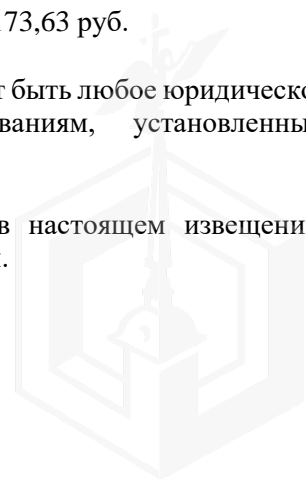 173,63 руб.
т быть любое юридическо
ваниям, установленны
в настоящем извещени
.